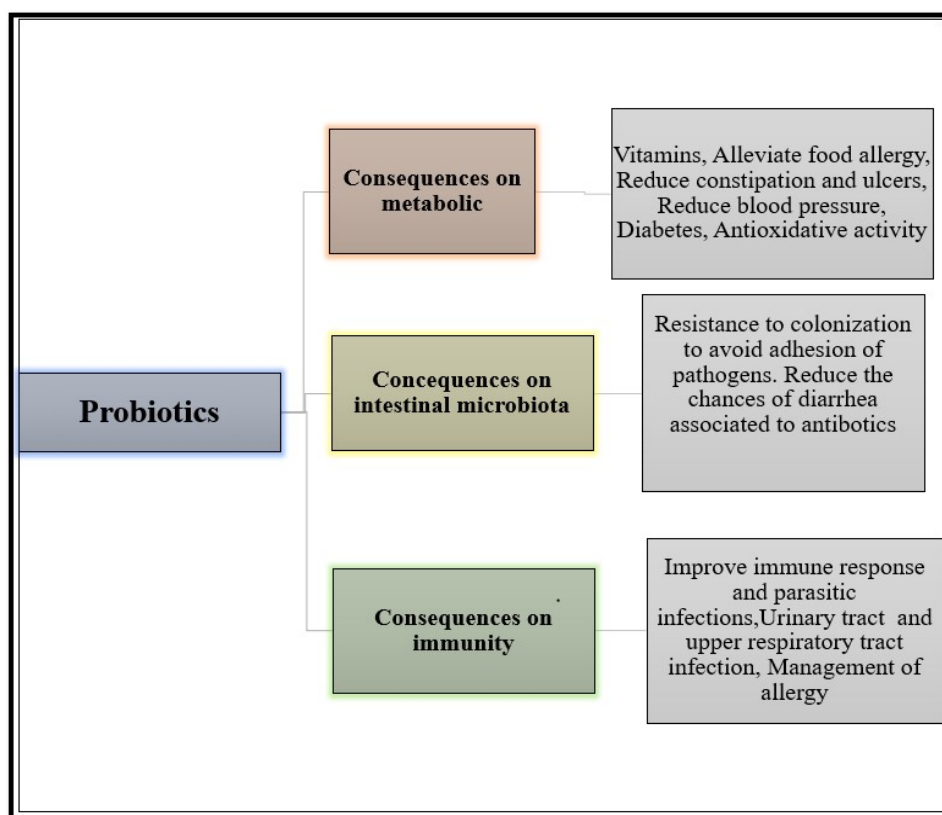 Probiotics
Consequences on
metabolic
Vitamins, Alleviate food allergy,
Reduce constipation and ulcers,
Reduce blood pressure,
Diabetes, Antioxidative activity
Concequences on
intestinal microbiota
Resistance to colonization
to avoid adhesion of
pathogens. Reduce the
chances of diarrhea
associated to antibotics
Consequences on
immunity
Improve immune response
and parasitic
infections,Urinary tract and
upper respiratory tract
infection, Management of
allergy